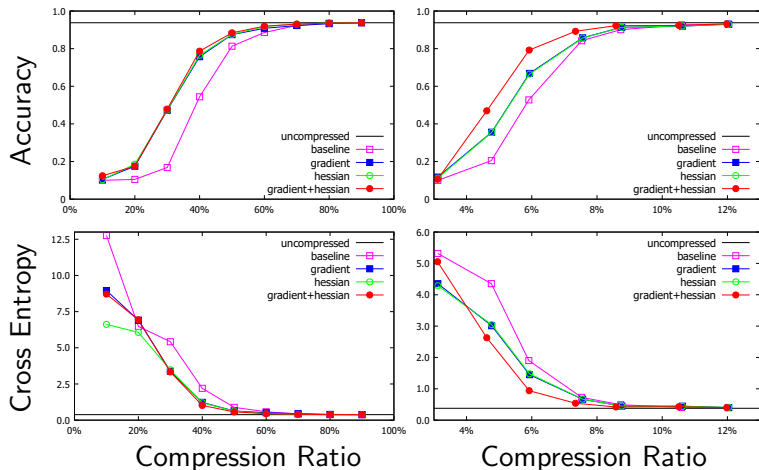 1.0
0.8
0.6
0.4
0.2
0
0% 20% 40% 60% 80% 100%
Accuracy
uncompressed
baseline
gradient
hessian
gradient+hessian
1.0
0.8
0.6
0.4
0.2
0
4% 6% 8% 10% 12%
uncompressed
baseline
gradient
hessian
gradient+hessian
12.5
10.0
7.5
5.0
2.5
0.0
0% 20% 40% 60% 80% 100%
Cross Entropy
uncompressed
baseline
gradient
hessian
gradient+hessian
Compression Ratio
6.0
5.0
4.0
3.0
2.0
1.0
0.0
4% 6% 8% 10% 12%
uncompressed
baseline
gradient
hessian
gradient+hessian
Compression Ratio